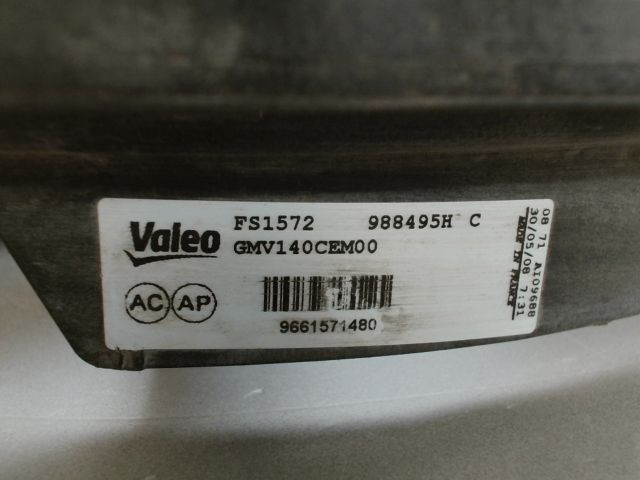 Valeo
FS1572 988495H C
GMV140CEM00
AC AP
9661571480
08 71 A109688
30/05/08 7:31
MADE IN FRANCE